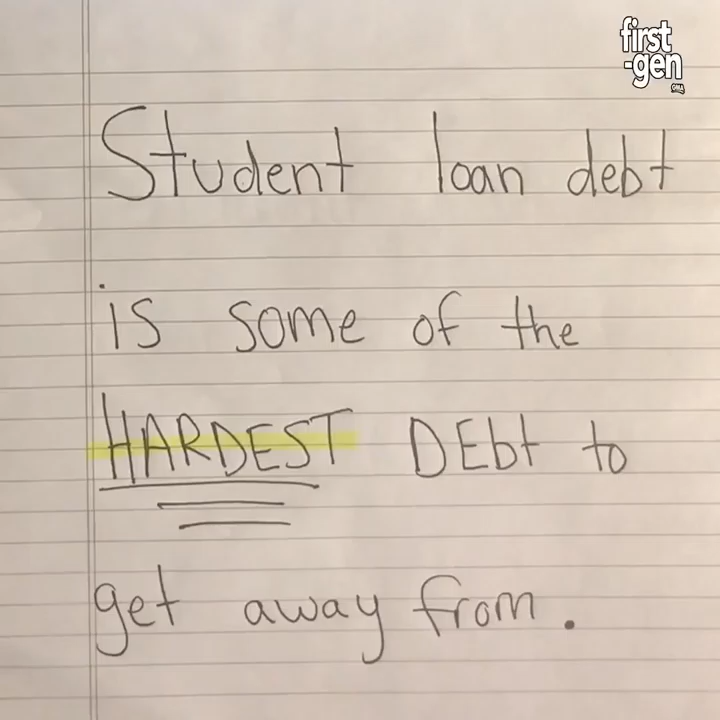 first
-gen
Student loan debt
is some of the
HARDEST DEbt to
get away from.